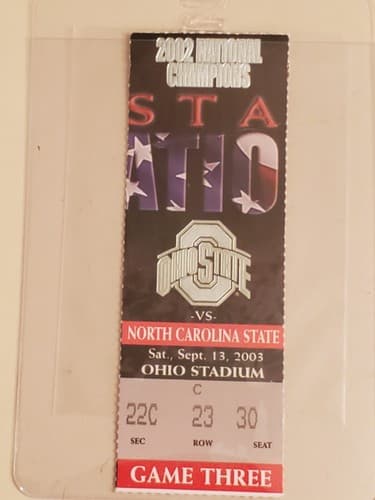 2002 NATIONAL
CHAMPIONS
STA
ATIO
OHIO STATE
-VS-
NORTH CAROLINA STATE
Sat., Sept. 13, 2003
OHIO STADIUM
C
22C 23 30
SEC ROW SEAT
GAME THREE